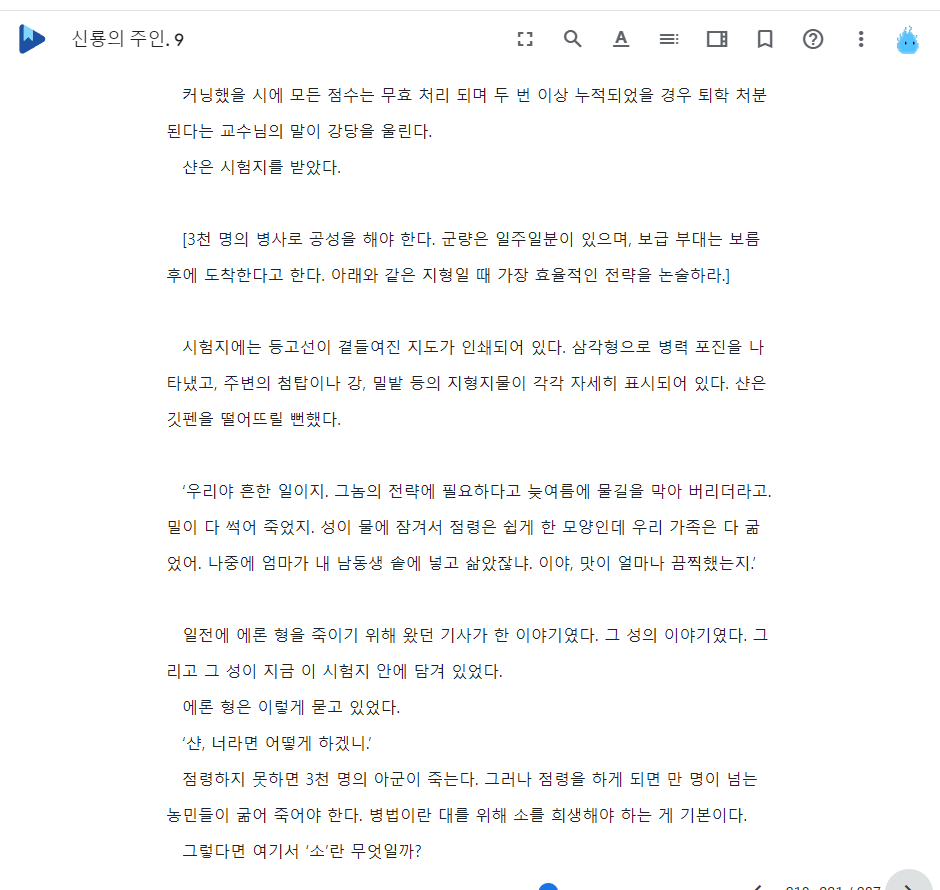 신룡의 주인. 9
커닝했을 시에 모든 점수는 무효 처리 되며 두 번 이상 누적되었을 경우 퇴학 처분
된다는 교수님의 말이 강당을 울린다.
샨은 시험지를 받았다.
[3천 명의 병사로 공성을 해야 한다. 군량은 일주일분이 있으며, 보급 부대는 보름
후에 도착한다고 한다. 아래와 같은 지형일 때 가장 효율적인 전략을 논술하라.]
시험지에는 등고선이 곁들여진 지도가 인쇄되어 있다. 삼각형으로 병력 포진을 나
타냈고, 주변의 첨탑이나 강, 밀밭 등의 지형지물이 각각 자세히 표시되어 있다. 샨은
깃펜을 떨어뜨릴 뻔했다.
‘우리야 흔한 일이지. 그놈의 전략에 필요하다고 늦여름에 물길을 막아 버리더라고.
밀이 다 썩어 죽었지. 성이 물에 잠겨서 점령은 쉽게 한 모양인데 우리 가족은 다 굶
었어. 나중에 엄마가 내 남동생 솥에 넣고 삶았잖냐. 이야, 맛이 얼마나 끔찍했는지.’
일전에 에론 형을 죽이기 위해 왔던 기사가 한 이야기였다. 그 성의 이야기였다. 그
리고 그 성이 지금 이 시험지 안에 담겨 있었다.
에론 형은 이렇게 묻고 있었다.
‘샨, 너라면 어떻게 하겠니.’
점령하지 못하면 3천 명의 아군이 죽는다. 그러나 점령을 하게 되면 만 명이 넘는
농민들이 굶어 죽어야 한다. 병법이란 대를 위해 소를 희생해야 하는 게 기본이다.
그렇다면 여기서 ‘소’란 무엇일까?